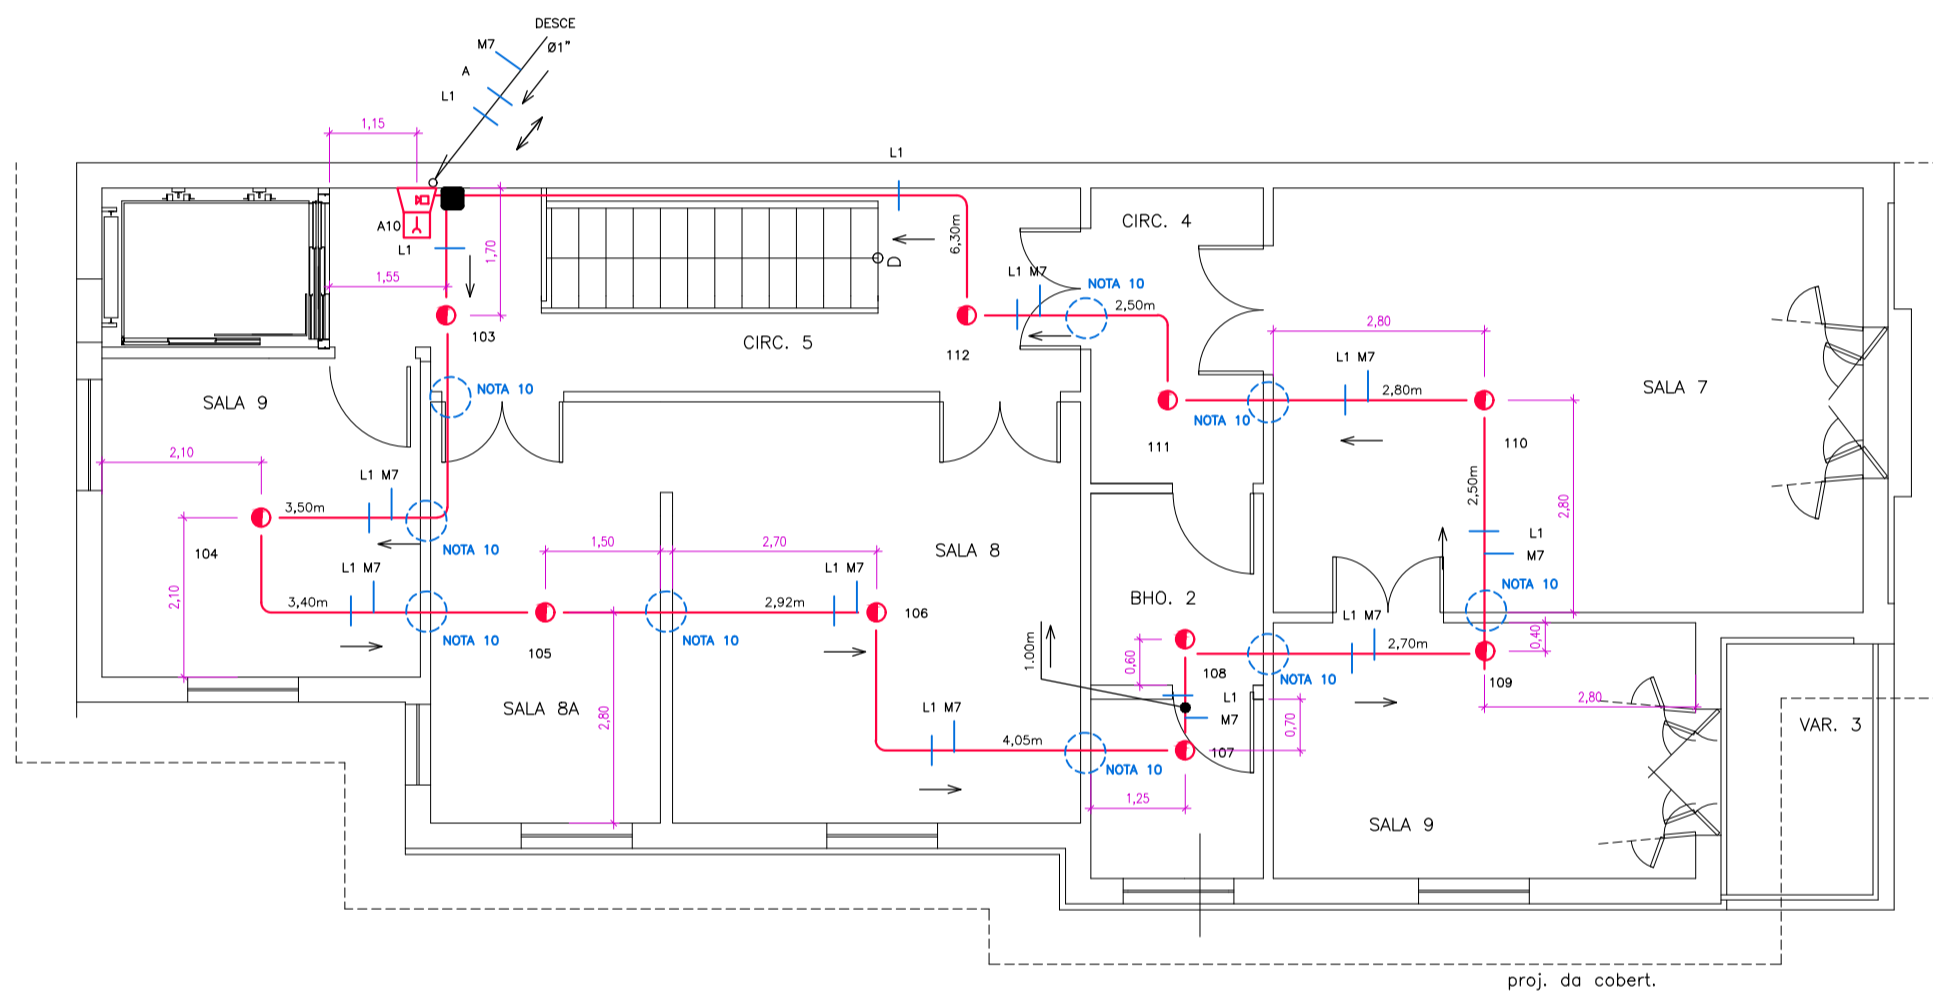 DESCE
Ø1"
M7
A
L1
1,15
L1
A10
L1
1,70
1,55
103
D
6,30m
CIRC. 4
L1 M7
NOTA 10
2,50m
CIRC. 5
112
2,80
L1 M7
2,80m
SALA 7
NOTA 10
SALA 9
NOTA 10
111
110
2,10
L1 M7
3,50m
104
NOTA 10
2,50m
2,80
L1
M7
1,50
2,70
SALA 8
L1 M7
3,40m
2,10
NOTA 10
L1 M7
2,92m
NOTA 10
106
105
BHO. 2
NOTA 10
L1 M7
2,70m
0,40
1.00m
0,60
108
NOTA 10
109
L1
M7
2,80
SALA 8A
2,80
L1 M7
4,05m
107
0,70
NOTA 10
VAR. 3
1,25
SALA 9
proj. da cobert.